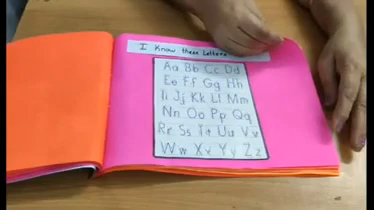 I Know these Letters
Aa Bb Cc Dd
Ee Ff Gg Hh
Ii Jj Kk Ll Mm
Nn Oo Pp Qq
Rr Ss Tt Uu Vv
Ww Xx Yy Zz